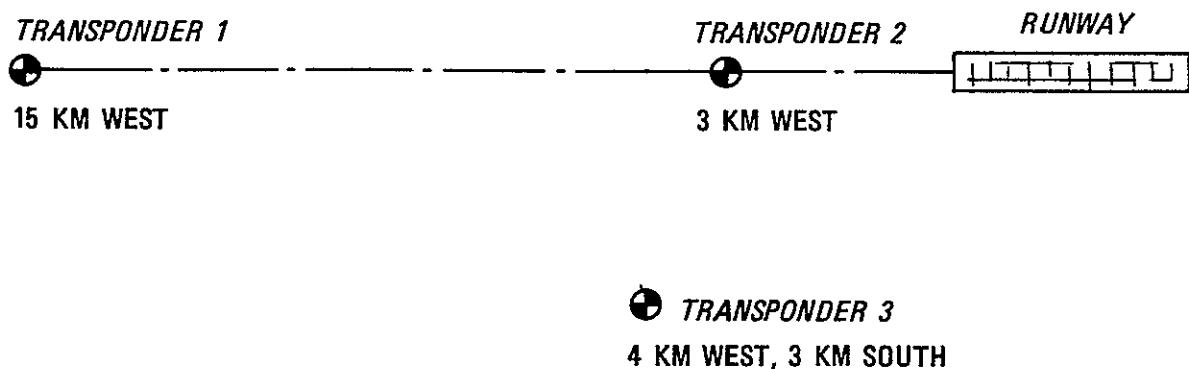 TRANSPONDER 1
TRANSPONDER 2
RUNWAY
15 KM WEST
3 KM WEST
TRANSPONDER 3
4 KM WEST, 3 KM SOUTH